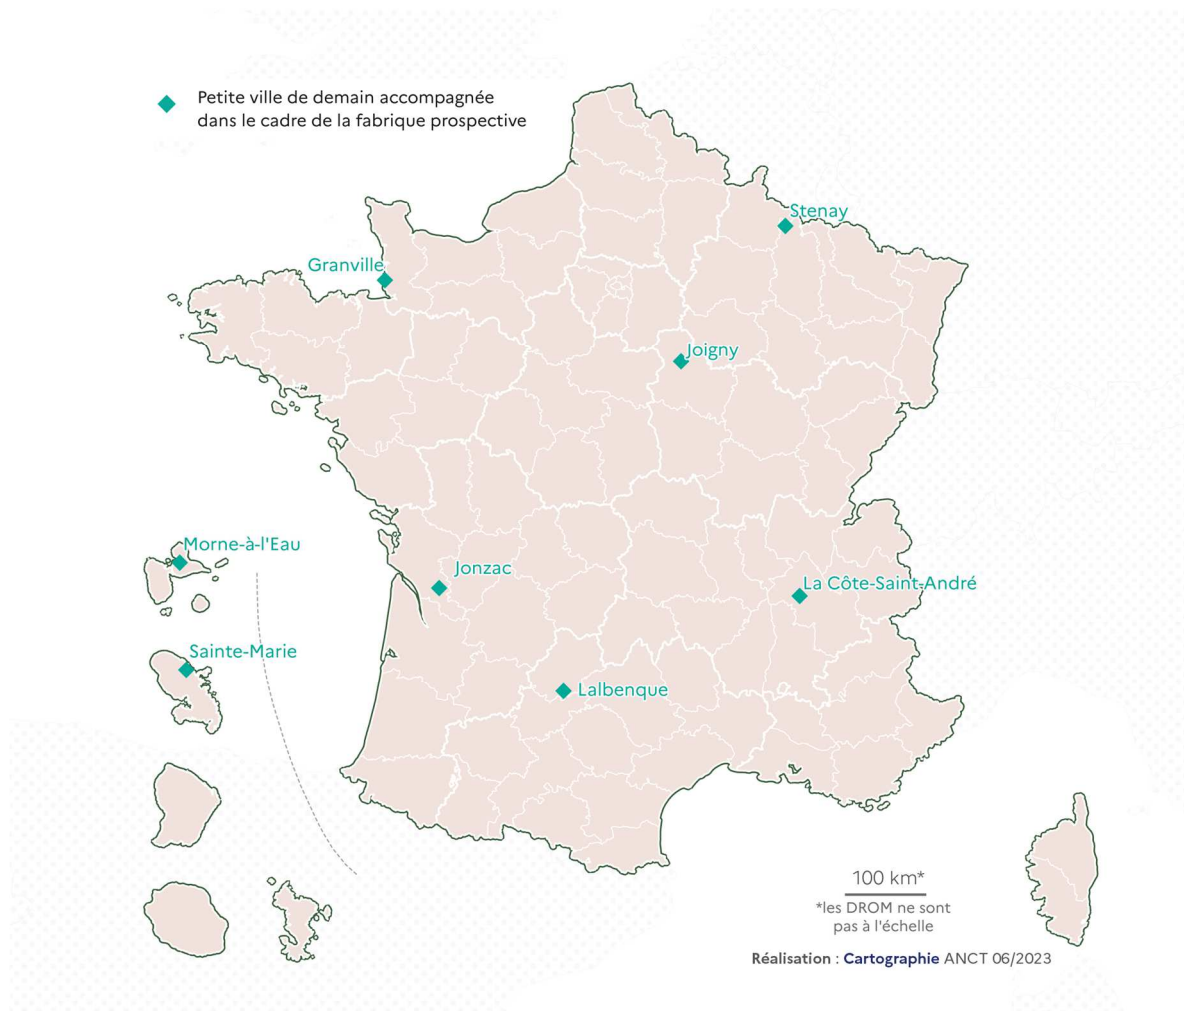 Petite ville de demain accompagnée
dans le cadre de la fabrique prospective
Stenay
Granville
Joigny
Morne-à-l'Eau
Jonzac
La Côte-Saint-André
Sainte-Marie
Lalbenque
100 km*
*les DROM ne sont
pas à l'échelle
Réalisation : Cartographie ANCT 06/2023